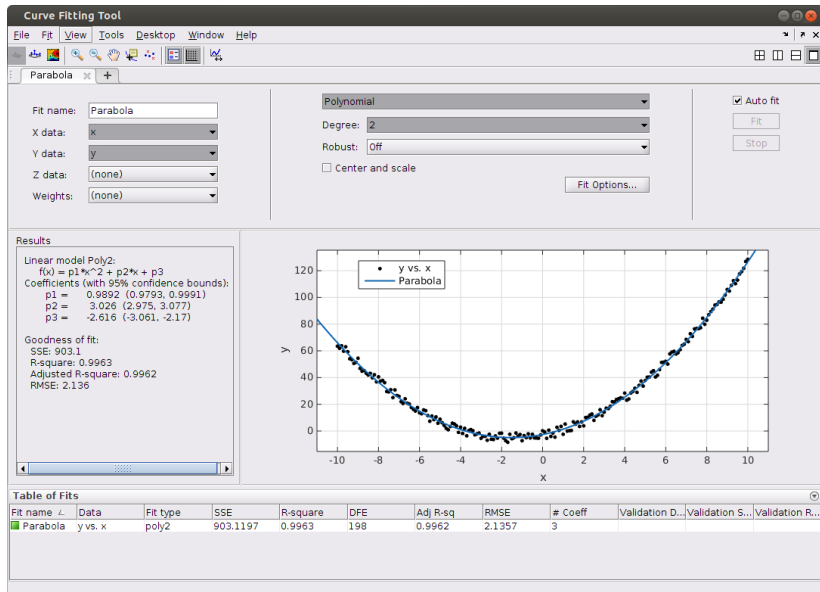 Curve Fitting Tool
File Fit View Tools Desktop Window Help
Parabola
Fit name: Parabola
X data: x
Y data: y
Z data: (none)
Weights: (none)
Polynomial
Degree: 2
Robust: Off
Center and scale
Fit Options...
Auto fit
Fit
Stop
Results
Linear model Poly2:
f(x) = p1*x^2 + p2*x + p3
Coefficients (with 95% confidence bounds):
p1 = 0.9892 (0.9793, 0.9991)
p2 = 3.026 (2.975, 3.077)
p3 = -2.616 (-3.061, -2.17)
Goodness of fit:
SSE: 903.1
R-square: 0.9963
Adjusted R-square: 0.9962
RMSE: 2.136
y vs. x
Parabola
120
100
80
60
40
20
0
y
-10 -8 -6 -4 -2 0 2 4 6 8 10
x
Table of Fits
Fit name Data Fit type SSE R-square DFE Adj R-sq RMSE # Coeff Validation D... Validation S... Validation R...
Parabola y vs. x poly2 903.1197 0.9963 198 0.9962 2.1357 3